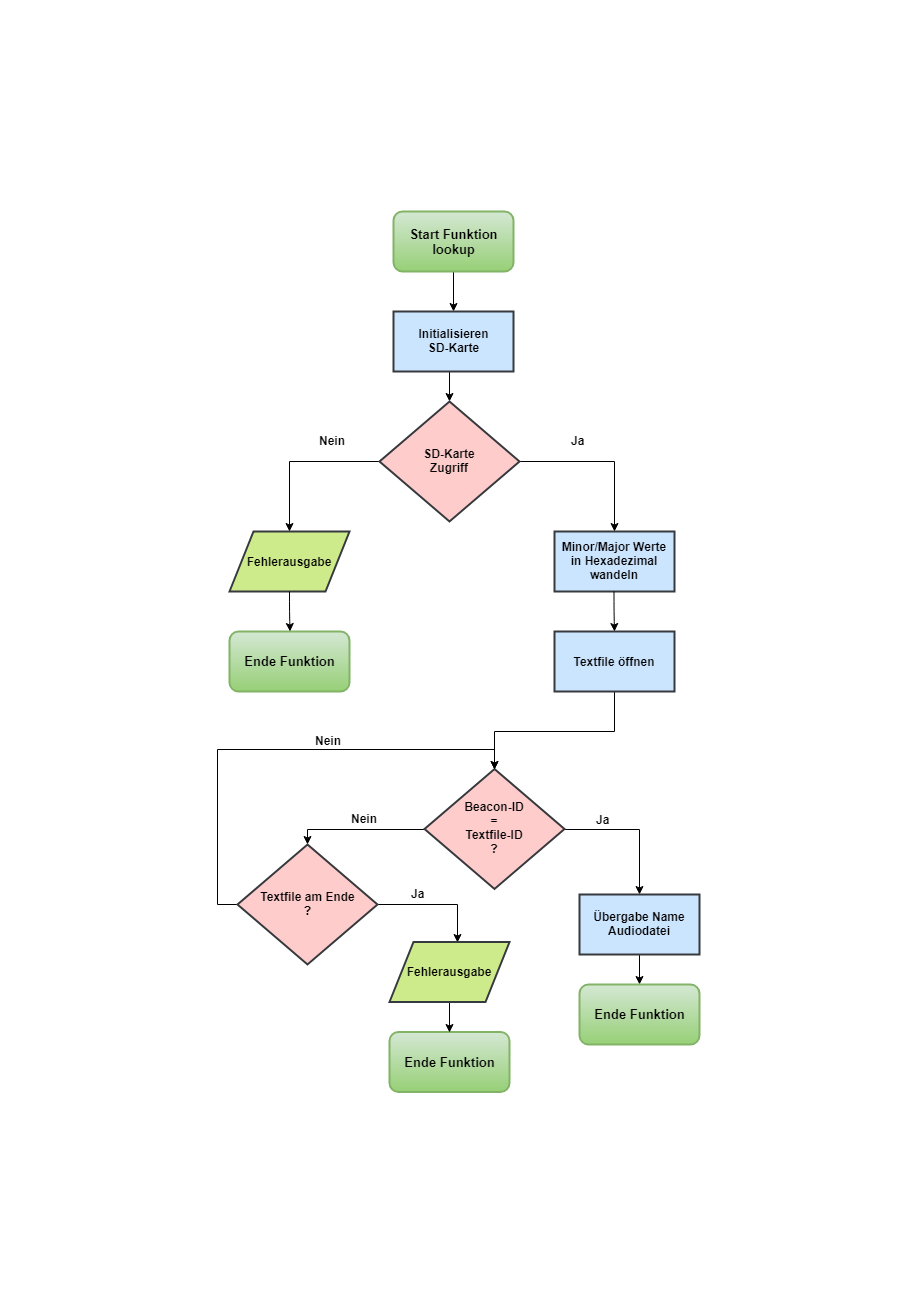 Start Funktion
lookup
Initialisieren
SD-Karte
Nein
Ja
SD-Karte
Zugriff
Fehlerausgabe
Minor/Major Werte
in Hexadezimal
wandeln
Ende Funktion
Textfile öffnen
Nein
Beacon-ID
=
Textfile-ID
?
Nein
Ja
Textfile am Ende
?
Ja
Übergabe Name
Audiodatei
Fehlerausgabe
Ende Funktion
Ende Funktion